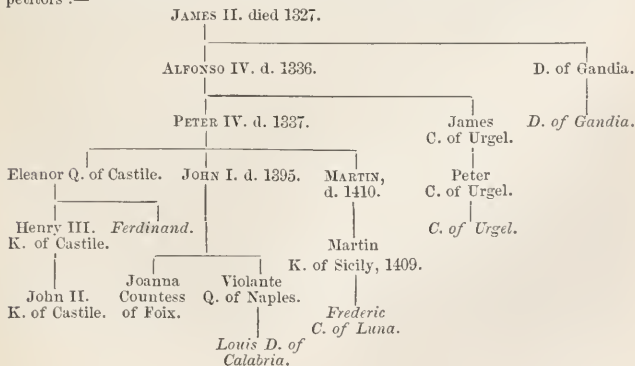 petitors :—
JAMES II. died 1327.
ALFONSO IV. d. 1336. D. of Gandia.
PETER IV. d. 1337. James D. of Gandia.
C. of Urgel.
Eleanor Q. of Castile. JOHN I. d. 1395. MARTIN, Peter
d. 1410. C. of Urgel.
Henry III. Ferdinand. C. of Urgel.
K. of Castile. Martin
K. of Sicily, 1409.
Joanna Violante
John II. Countess Q. of Naples.
K. of Castile. of Foix. Frederic
C. of Luna.
Louis D. of
Calabria.